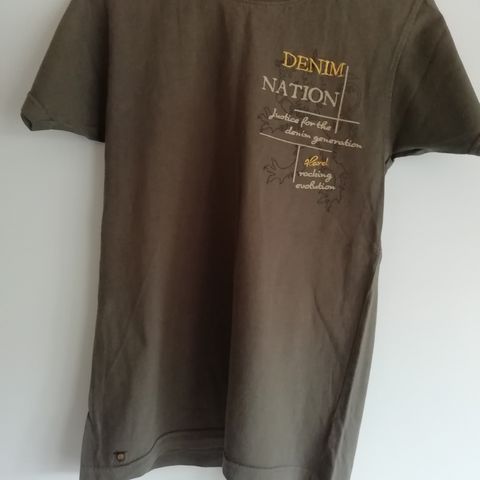 DENIM
NATION
Justice for the
denim generation
Hard
rocking
evolution